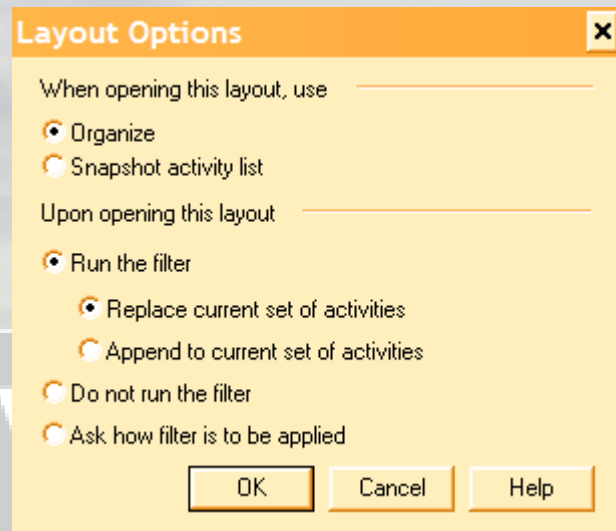 Layout Options
When opening this layout, use
Organize
Snapshot activity list
Upon opening this layout
Run the filter
Replace current set of activities
Append to current set of activities
Do not run the filter
Ask how filter is to be applied
OK Cancel Help